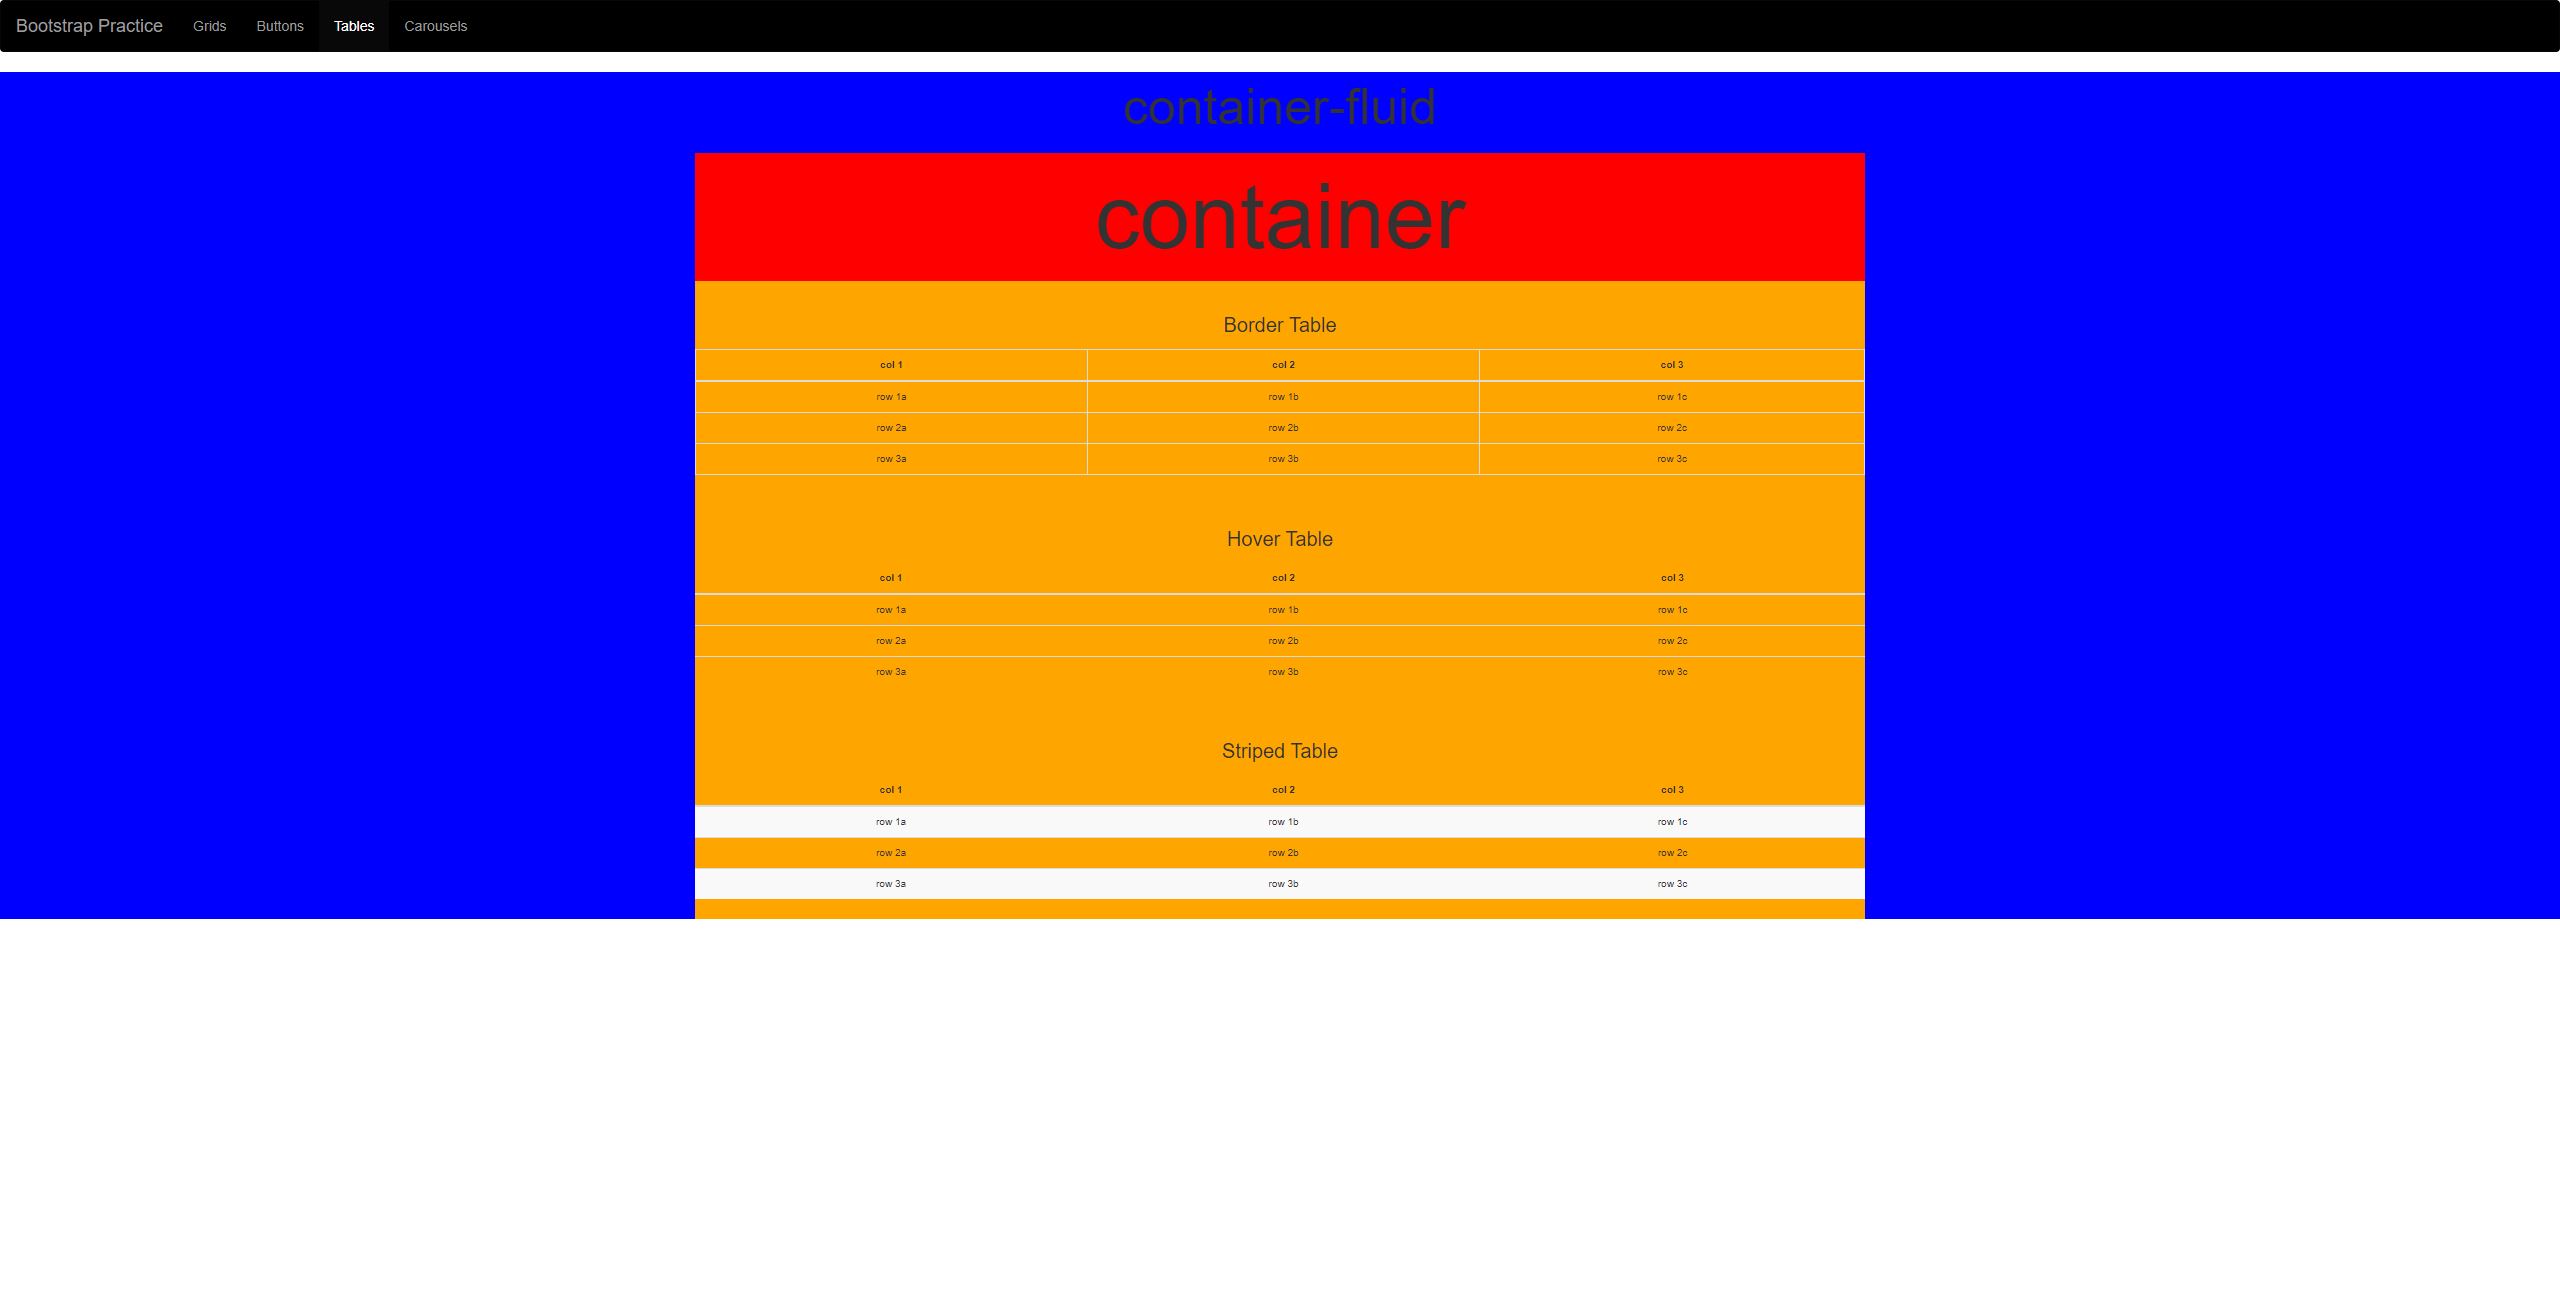 Bootstrap Practice Grids Buttons Tables Carousels
container-fluid
container
Border Table
col 1 col 2 col 3
row 1a row 1b row 1c
row 2a row 2b row 2c
row 3a row 3b row 3c
Hover Table
col 1 col 2 col 3
row 1a row 1b row 1c
row 2a row 2b row 2c
row 3a row 3b row 3c
Striped Table
col 1 col 2 col 3
row 1a row 1b row 1c
row 2a row 2b row 2c
row 3a row 3b row 3c